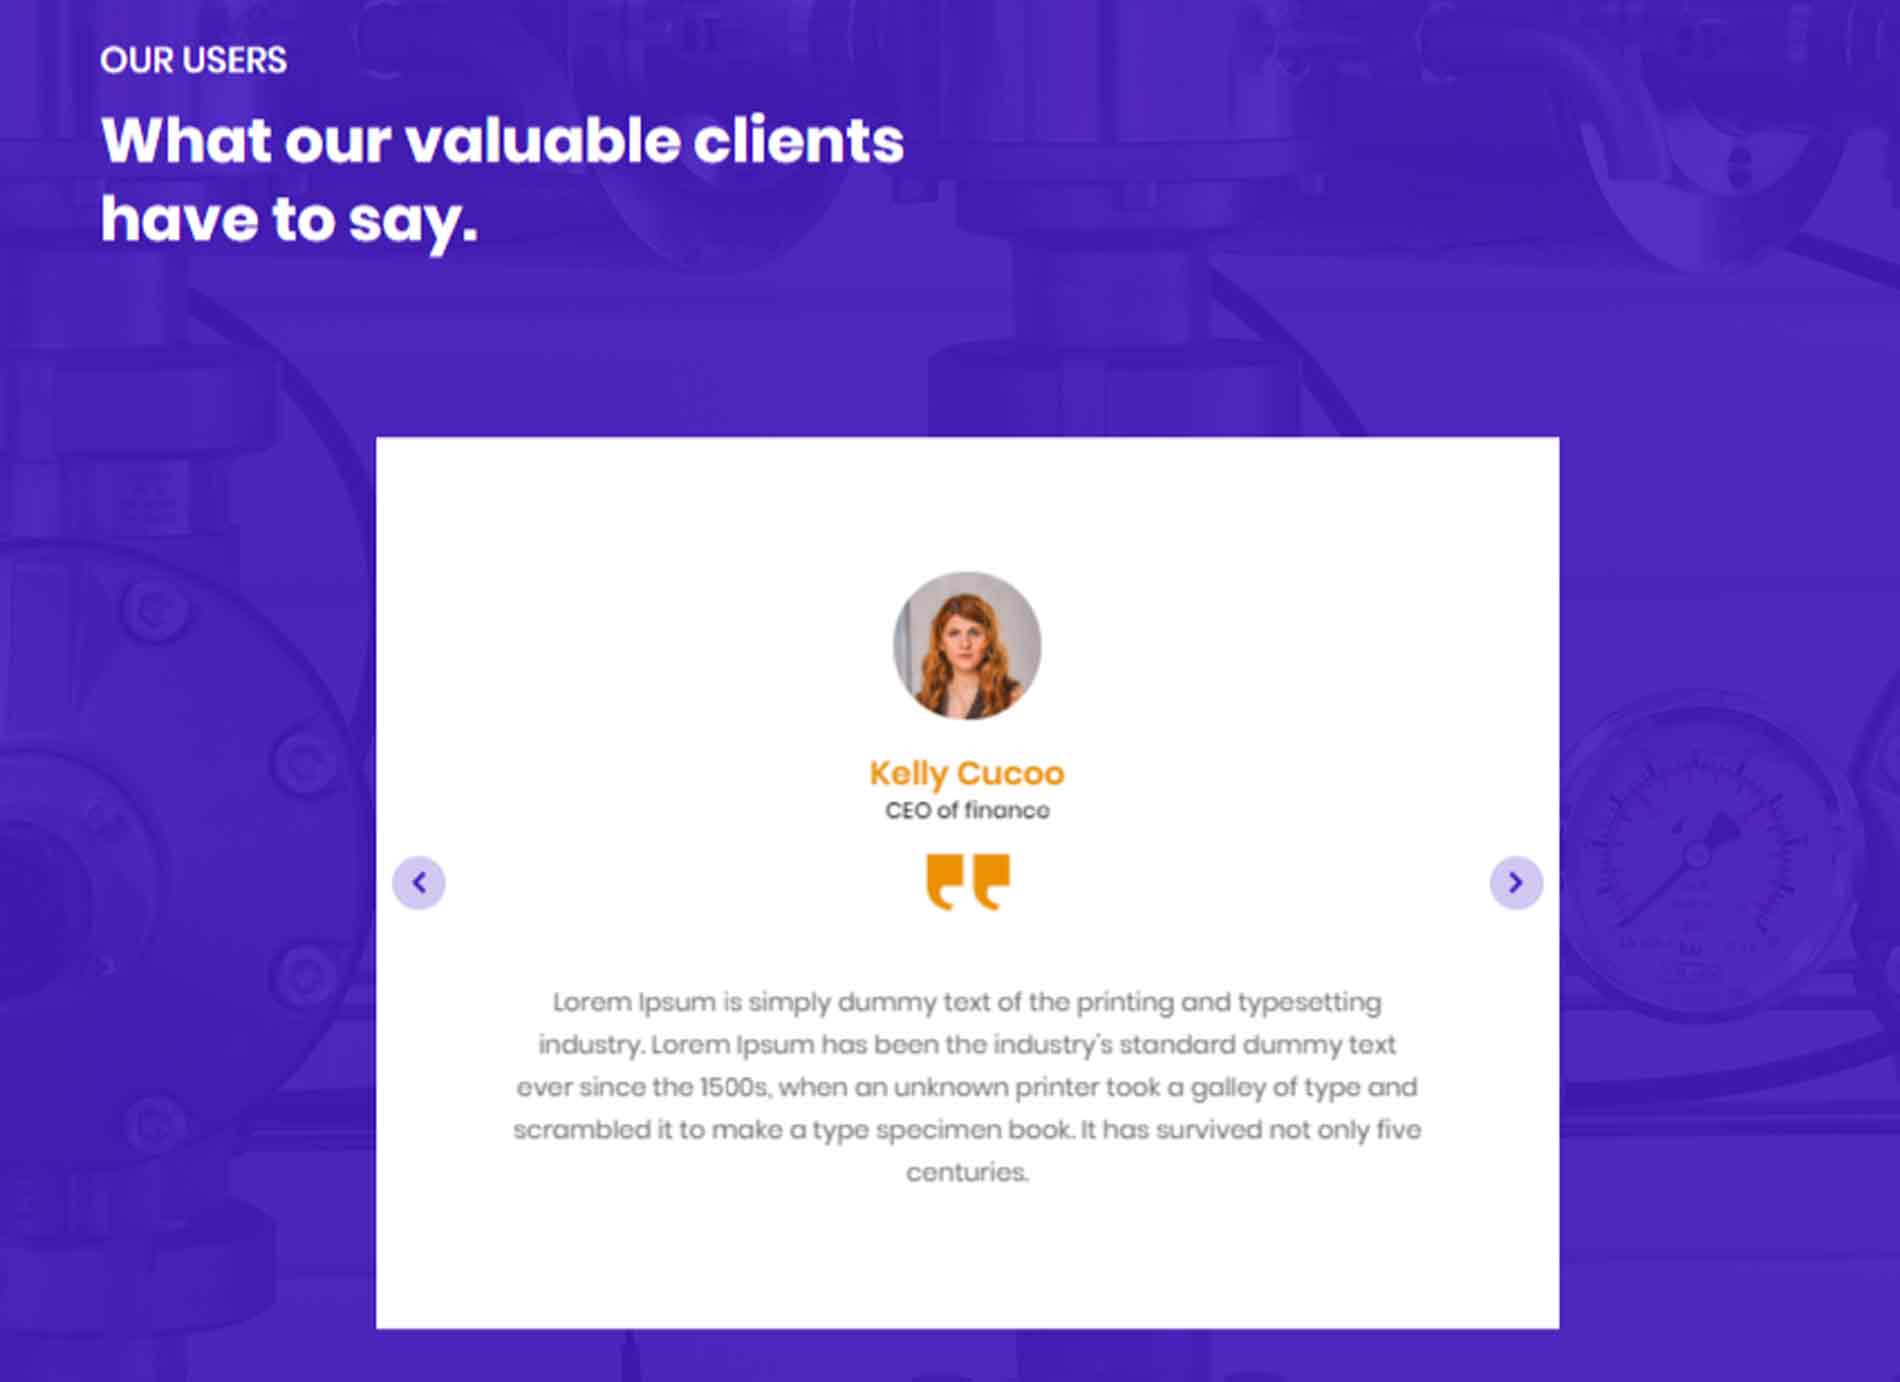 OUR USERS
What our valuable clients
have to say.
Kelly Cucoo
CEO of finance
Lorem Ipsum is simply dummy text of the printing and typesetting
industry. Lorem Ipsum has been the industry's standard dummy text
ever since the 1500s, when an unknown printer took a galley of type and
scrambled it to make a type specimen book. It has survived not only five
centuries.